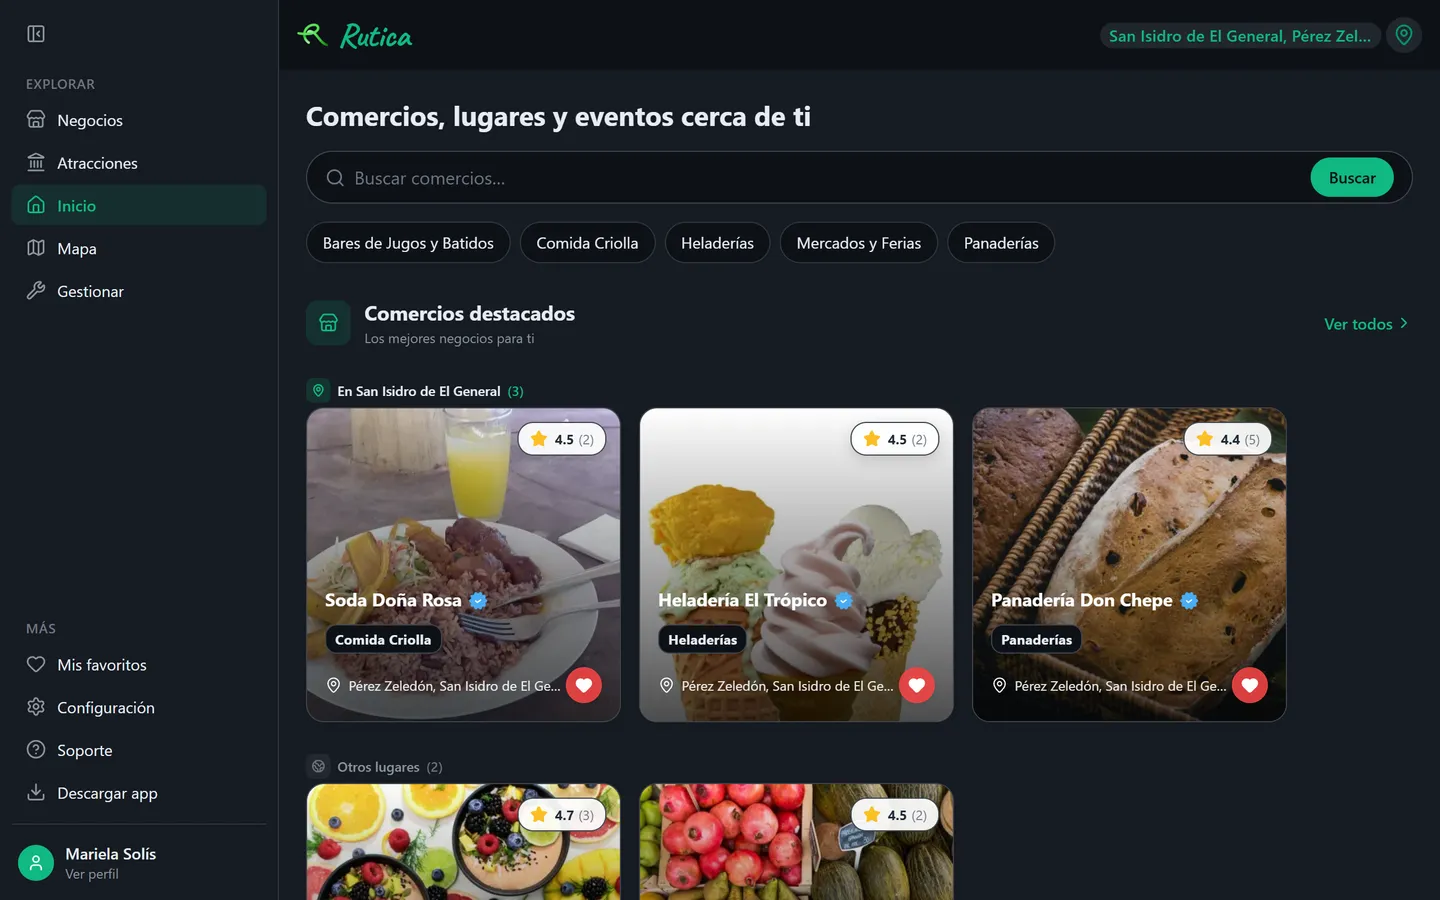 Rutica
San Isidro de El General, Pérez Zel...
EXPLORAR
Negocios
Atracciones
Inicio
Mapa
Gestionar
MÁS
Mis favoritos
Configuración
Soporte
Descargar app
Mariela Solís
Ver perfil
Comercios, lugares y eventos cerca de ti
Buscar comercios...
Buscar
Bares de Jugos y Batidos
Comida Criolla
Heladerías
Mercados y Ferias
Panaderías
Comercios destacados
Los mejores negocios para ti
Ver todos
En San Isidro de El General (3)
4.5 (2)
Soda Doña Rosa
Comida Criolla
Pérez Zeledón, San Isidro de El Ge...
4.5 (2)
Heladería El Trópico
Heladerías
Pérez Zeledón, San Isidro de El Ge...
4.4 (5)
Panadería Don Chepe
Panaderías
Pérez Zeledón, San Isidro de El Ge...
Otros lugares (2)
4.7 (3)
4.5 (2)